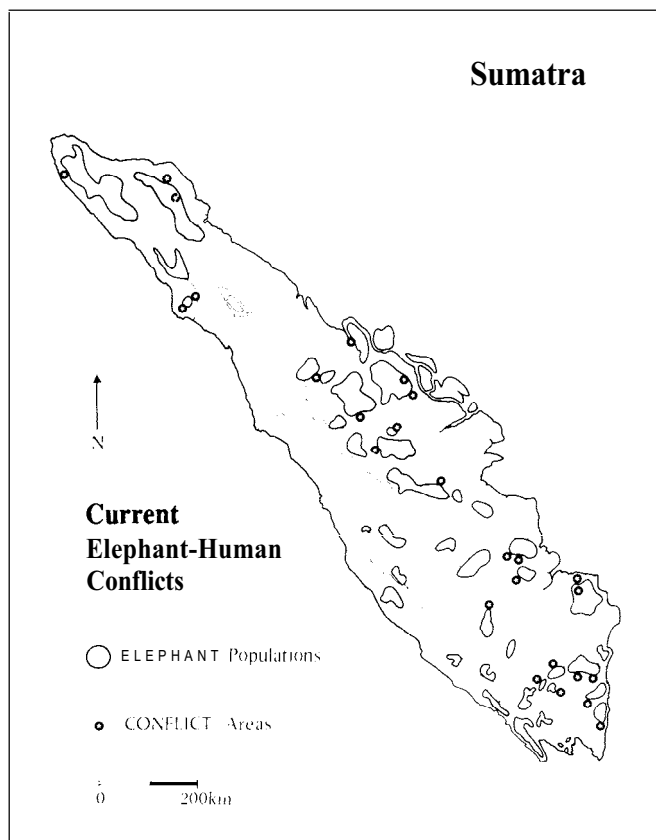 Sumatra
N
Current
Elephant-Human
Conflicts
ELEPHANT Populations
CONFLICT Areas
0 200km